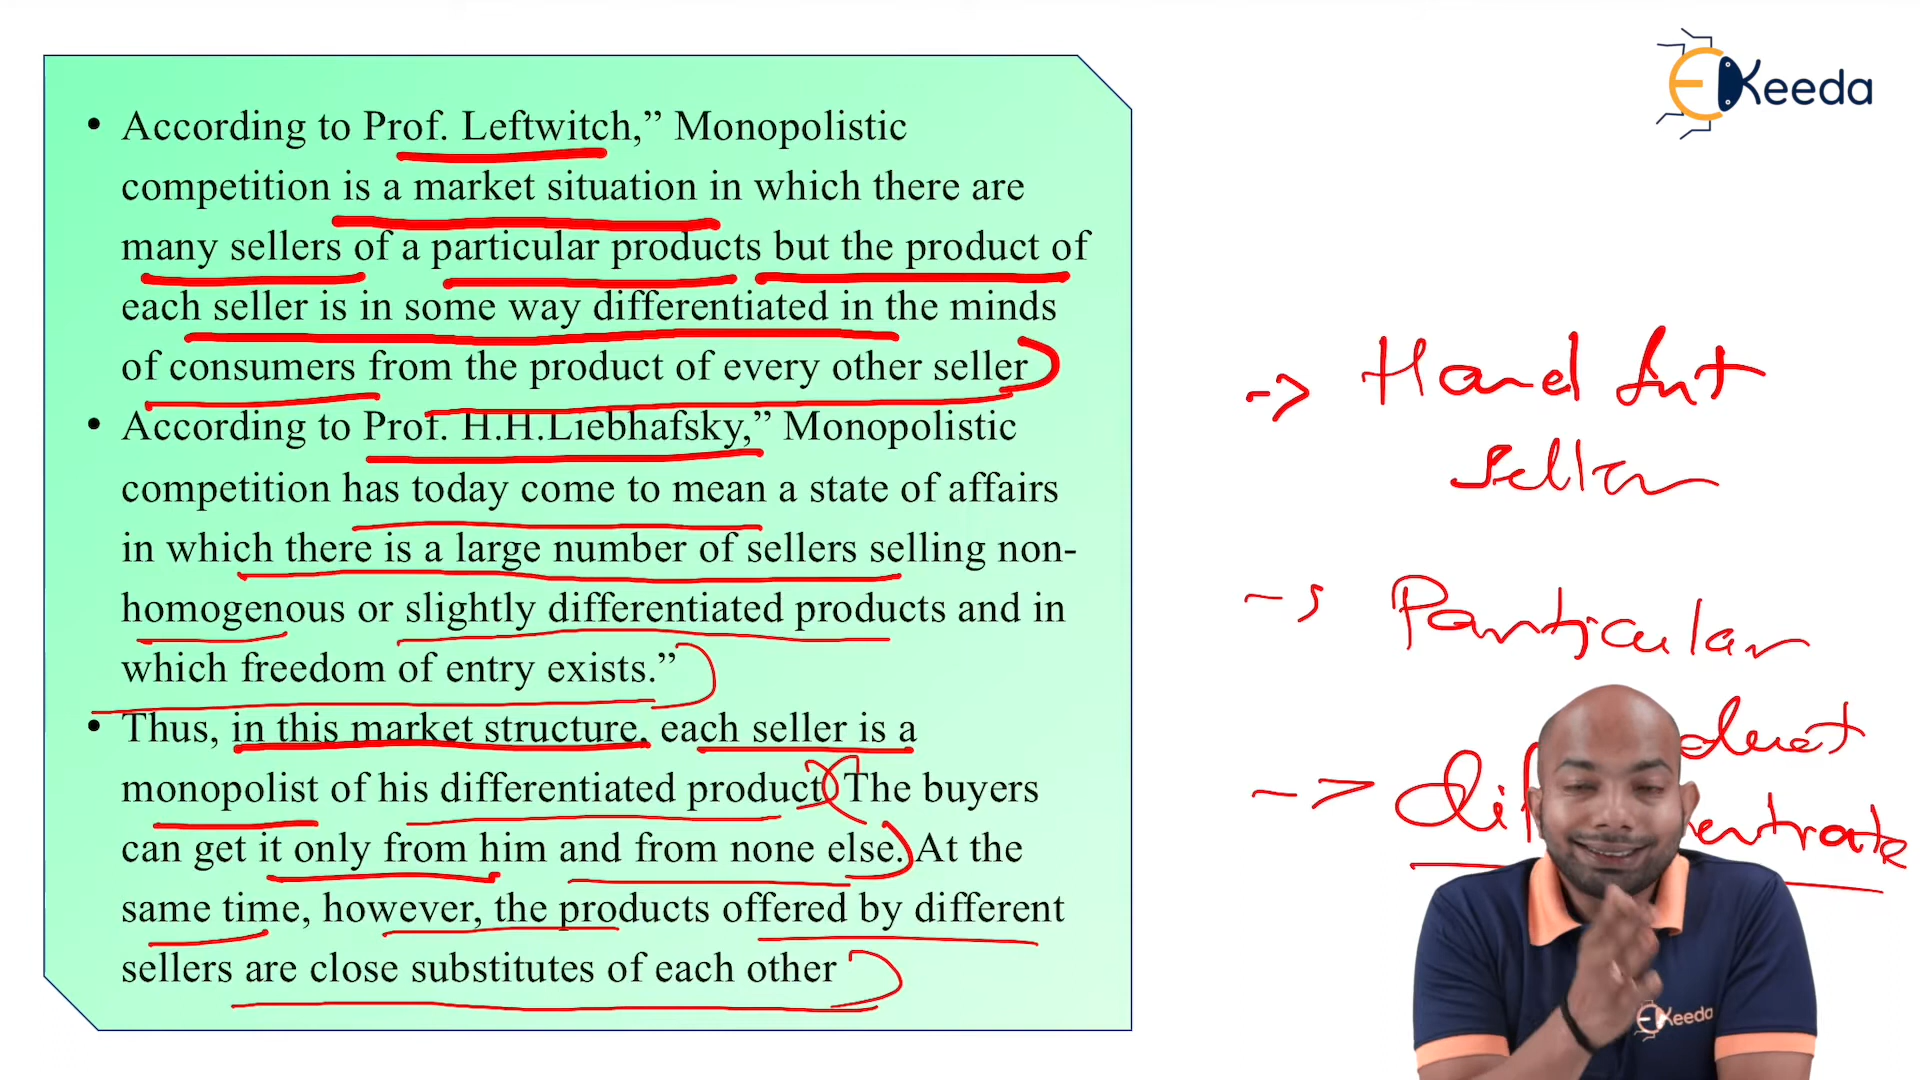 EKeeda
• According to Prof. Leftwitch,” Monopolistic
competition is a market situation in which there are
many sellers of a particular products but the product of
each seller is in some way differentiated in the minds
of consumers from the product of every other seller
• According to Prof. H.H.Liebhafsky,” Monopolistic
competition has today come to mean a state of affairs
in which there is a large number of sellers selling non-
homogenous or slightly differentiated products and in
which freedom of entry exists.”
• Thus, in this market structure, each seller is a
monopolist of his differentiated product. The buyers
can get it only from him and from none else. At the
same time, however, the products offered by different
sellers are close substitutes of each other
-> Hand
Seller
-> Particular
->
EKeeda